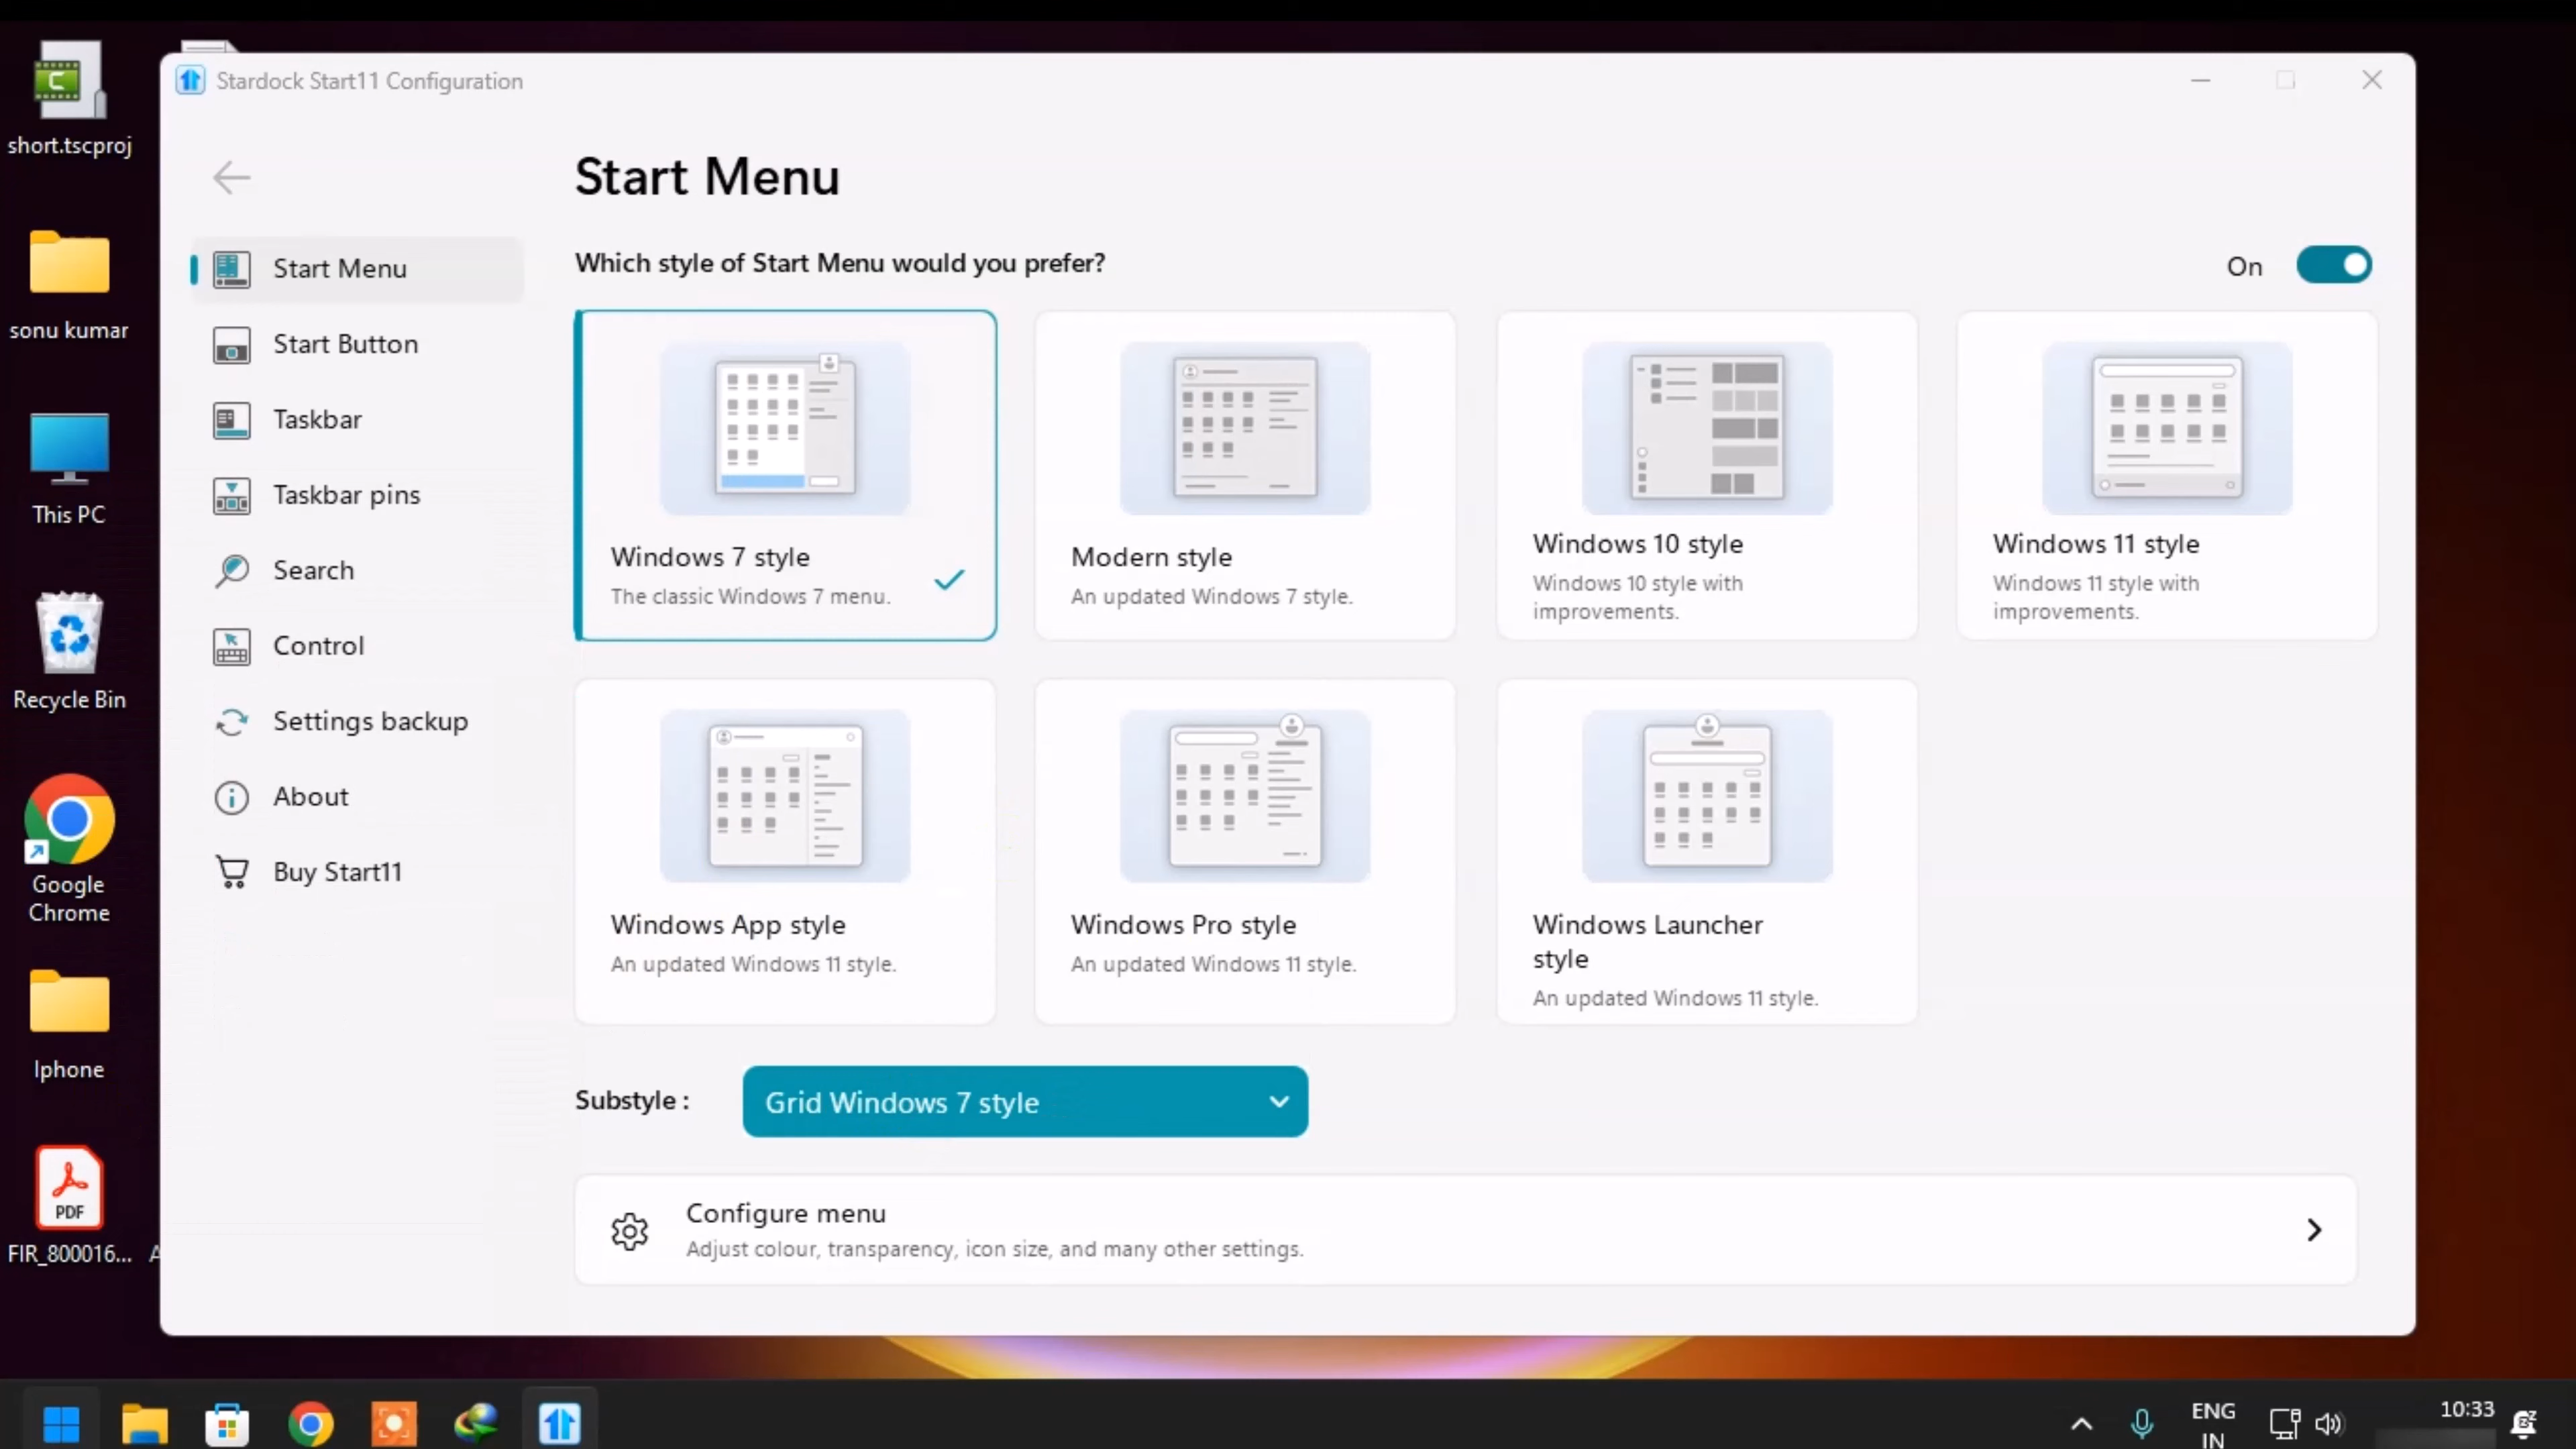 short.tscproj
sonu kumar
This PC
Recycle Bin
Google
Chrome
Iphone
PDF
FIR_800016...
A
Stardock Start11 Configuration
Start Menu
Start Button
Taskbar
Taskbar pins
Search
Control
Settings backup
About
Buy Start11
Start Menu
Which style of Start Menu would you prefer?
On
Windows 7 style
The classic Windows 7 menu.
Modern style
An updated Windows 7 style.
Windows 10 style
Windows 10 style with
improvements.
Windows 11 style
Windows 11 style with
improvements.
Windows App style
An updated Windows 11 style.
Windows Pro style
An updated Windows 11 style.
Windows Launcher
style
An updated Windows 11 style.
Substyle :
Grid Windows 7 style
Configure menu
Adjust colour, transparency, icon size, and many other settings.
ENG
IN
10:33